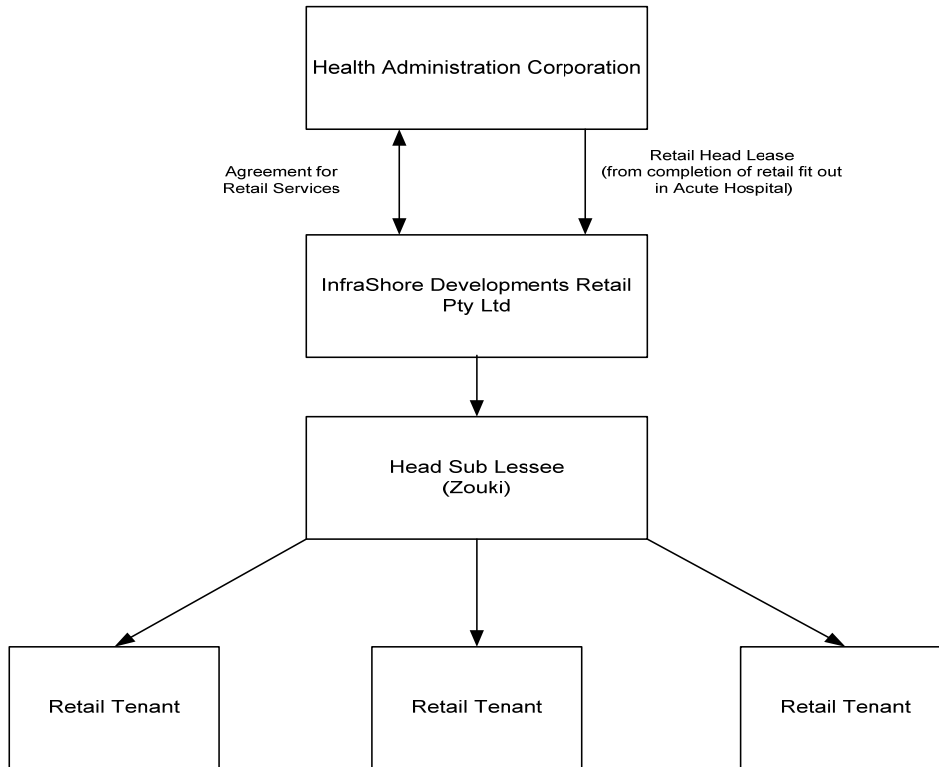 Health Administration Corporation
Agreement for
Retail Services
Retail Head Lease
(from completion of retail fit out
in Acute Hospital)
InfraShore Developments Retail
Pty Ltd
Head Sub Lessee
(Zouki)
Retail Tenant
Retail Tenant
Retail Tenant